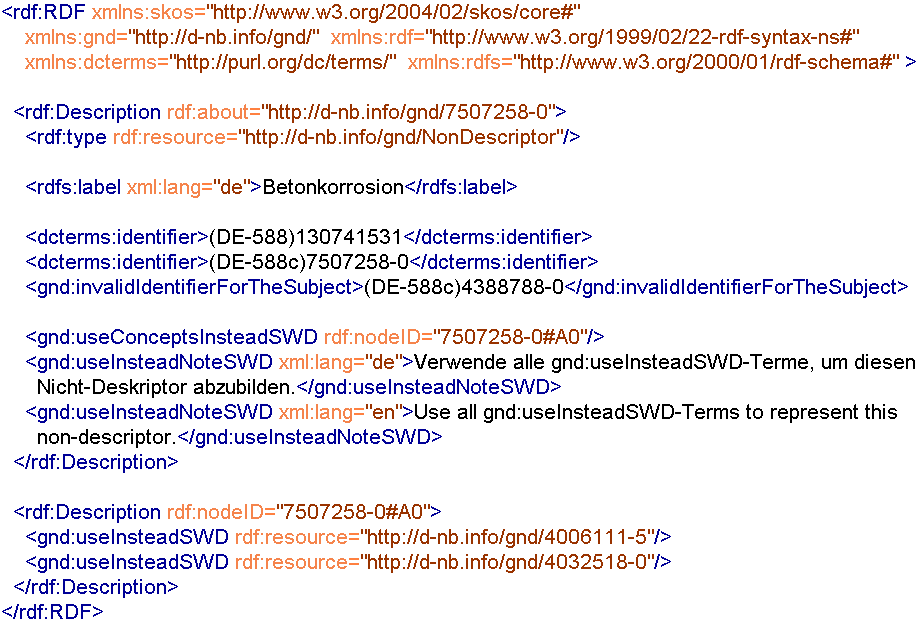 <rdf:RDF xmlns:skos="http://www.w3.org/2004/02/skos/core#"
xmlns:gnd="http://d-nb.info/gnd/" xmlns:rdf="http://www.w3.org/1999/02/22-rdf-syntax-ns#"
xmlns:dcterms="http://purl.org/dc/terms/" xmlns:rdfs="http://www.w3.org/2000/01/rdf-schema#" >
<rdf:Description rdf:about="http://d-nb.info/gnd/7507258-0">
<rdf:type rdf:resource="http://d-nb.info/gnd/NonDescriptor"/>
<rdfs:label xml:lang="de">Betonkorrosion</rdfs:label>
<dcterms:identifier>(DE-588)130741531</dcterms:identifier>
<dcterms:identifier>(DE-588c)7507258-0</dcterms:identifier>
<gnd:invalidIdentifierForTheSubject>(DE-588c)4388788-0</gnd:invalidIdentifierForTheSubject>
<gnd:useConceptsInsteadSWD rdf:nodeID="7507258-0#A0"/>
<gnd:useInsteadNoteSWD xml:lang="de">Verwende alle gnd:useInsteadSWD-Terme, um diesen
Nicht-Deskriptor abzubilden.</gnd:useInsteadNoteSWD>
<gnd:useInsteadNoteSWD xml:lang="en">Use all gnd:useInsteadSWD-Terms to represent this
non-descriptor.</gnd:useInsteadNoteSWD>
</rdf:Description>
<rdf:Description rdf:nodeID="7507258-0#A0">
<gnd:useInsteadSWD rdf:resource="http://d-nb.info/gnd/4006111-5"/>
<gnd:useInsteadSWD rdf:resource="http://d-nb.info/gnd/4032518-0"/>
</rdf:Description>
</rdf:RDF>